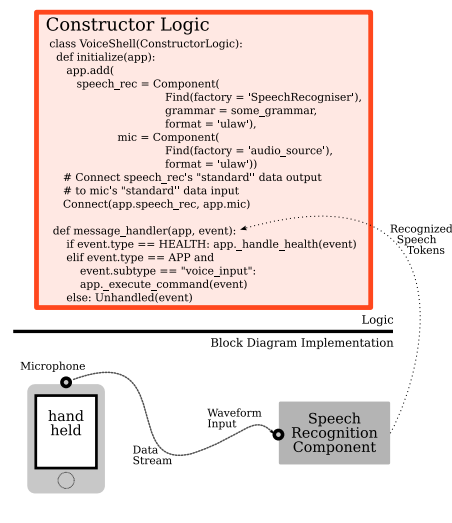 Constructor Logic
class VoiceShell(ConstructorLogic):
def initialize(app):
app.add(
speech_rec = Component(
Find(factory = 'SpeechRecogniser'),
grammar = some_grammar,
format = 'ulaw'),
mic = Component(
Find(factory = 'audio_source'),
format = 'ulaw'))
# Connect speech_rec's "standard" data output
# to mic's "standard" data input
Connect(app.speech_rec, app.mic)
def message_handler(app, event):
if event.type == HEALTH: app._handle_health(event)
elif event.type == APP and
event.subtype == "voice_input":
app._execute_command(event)
else: Unhandled(event)
Recognized
Speech
Tokens
Logic
Block Diagram Implementation
Microphone
hand
held
Data
Stream
Waveform
Input
Speech
Recognition
Component